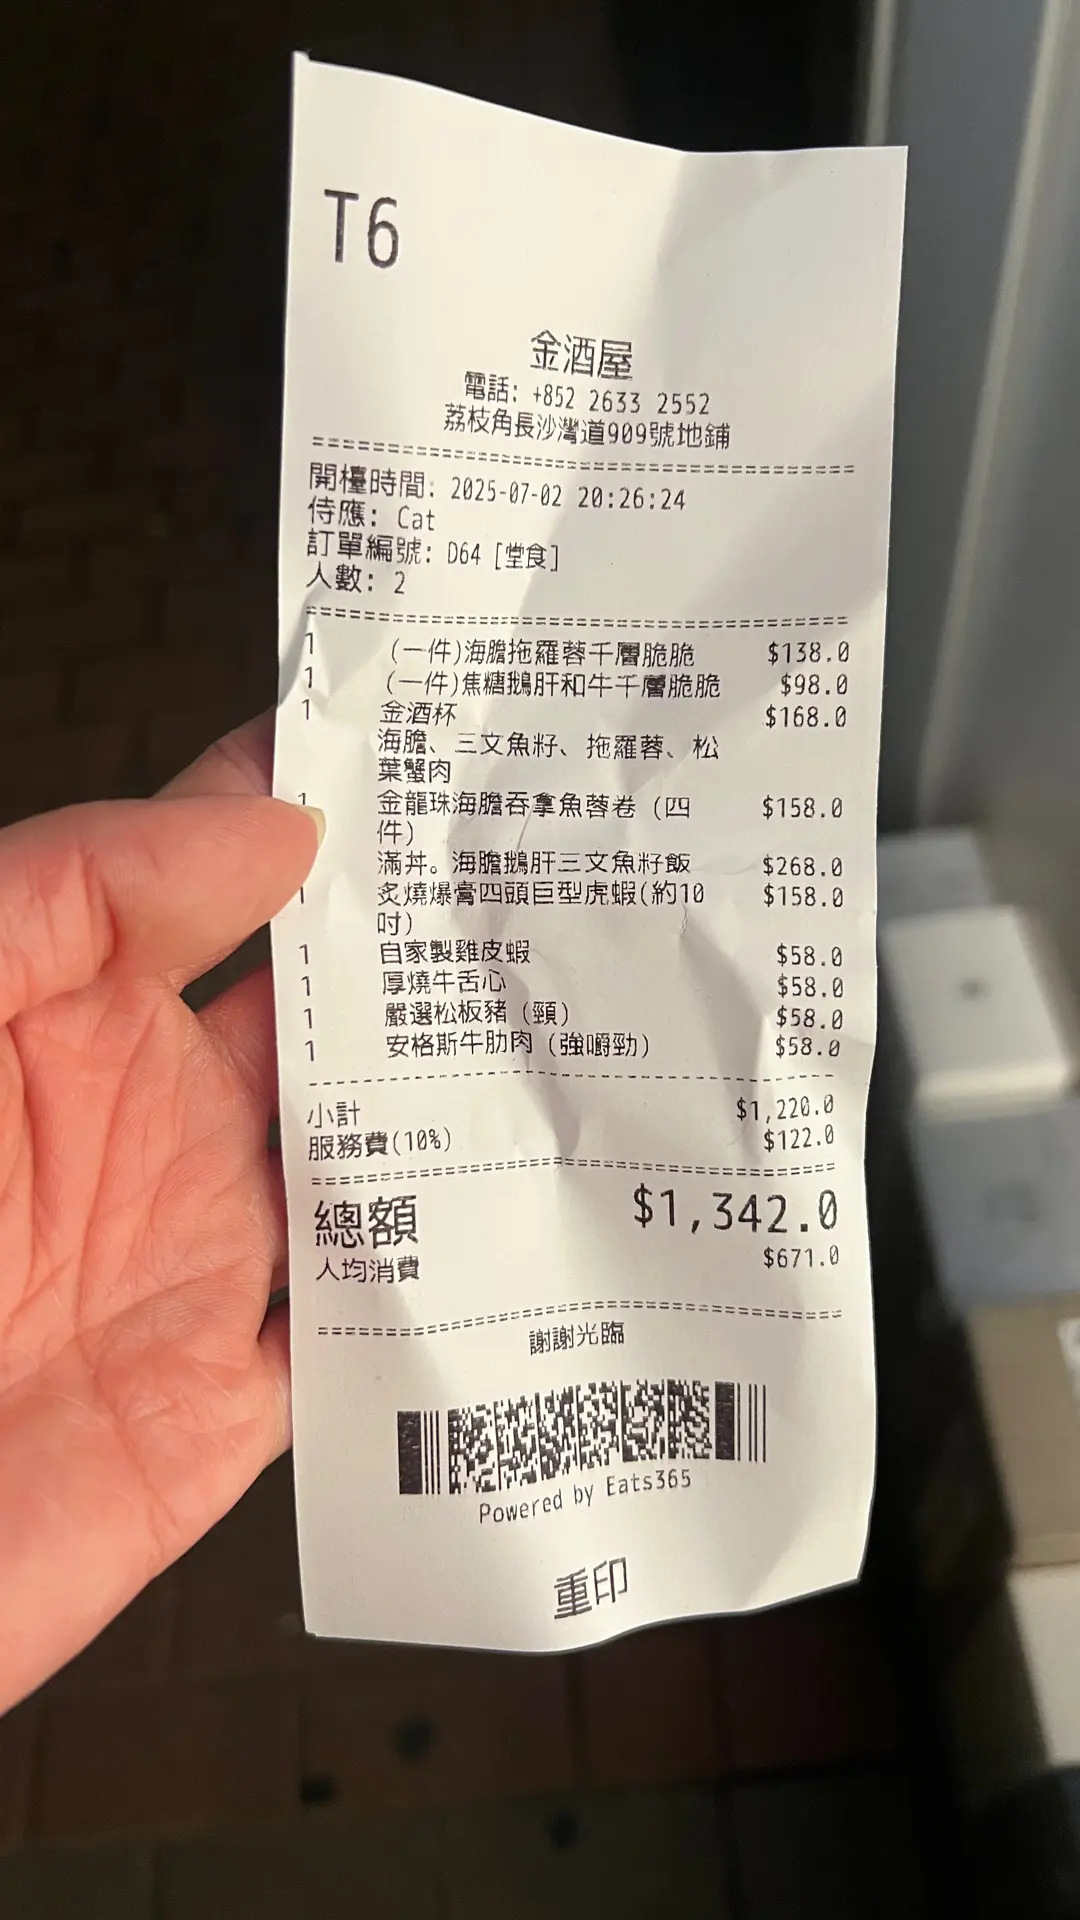 T6
金酒屋
電話: +852 2633 2552
荔枝角長沙灣道909號地鋪
開檯時間: 2025-07-02 20:26:24
侍應: Cat
訂單編號: D64 [堂食]
人數: 2
1 (一件)海膽拖羅蓉千層脆脆 $138.0
1 (一件)焦糖鵝肝和牛千層脆脆 $98.0
1 金酒杯 $168.0
海膽、三文魚籽、拖羅蓉、松
葉蟹肉
1 金龍珠海膽吞拿魚蓉卷 (四 $158.0
件)
滿丼。海膽鵝肝三文魚籽飯 $268.0
1 炙燒爆膏四頭巨型虎蝦(約10 $158.0
吋)
1 自家製雞皮蝦 $58.0
1 厚燒牛舌心 $58.0
1 嚴選松板豬 (頸) $58.0
1 安格斯牛肋肉 (強嚼勁) $58.0
小計 $1,220.0
服務費(10%) $122.0
總額 $1,342.0
人均消費 $671.0
謝謝光臨
Powered by Eats365
重印